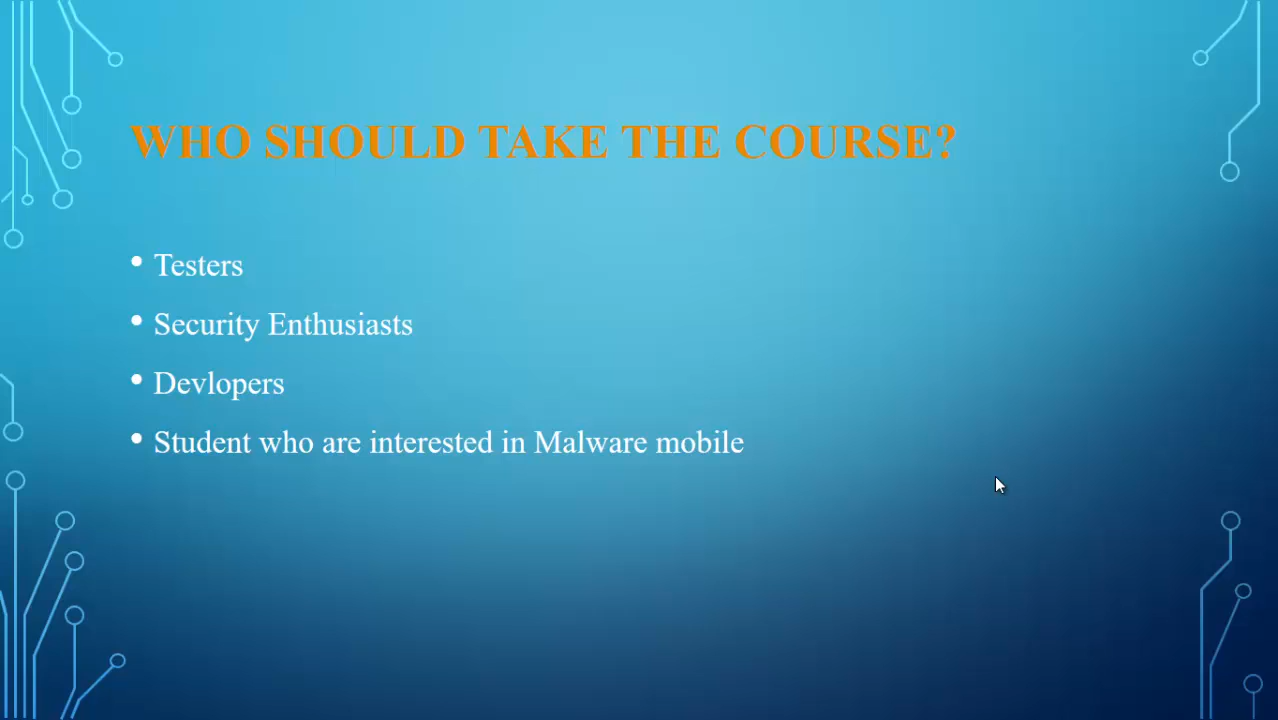 WHO SHOULD TAKE THE COURSE?
• Testers
• Security Enthusiasts
• Devlopers
• Student who are interested in Malware mobile